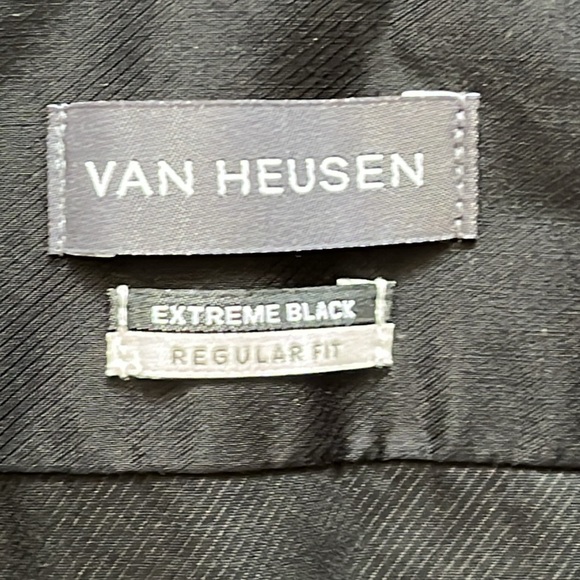 VAN HEUSEN
EXTREME BLACK
REGULAR FIT